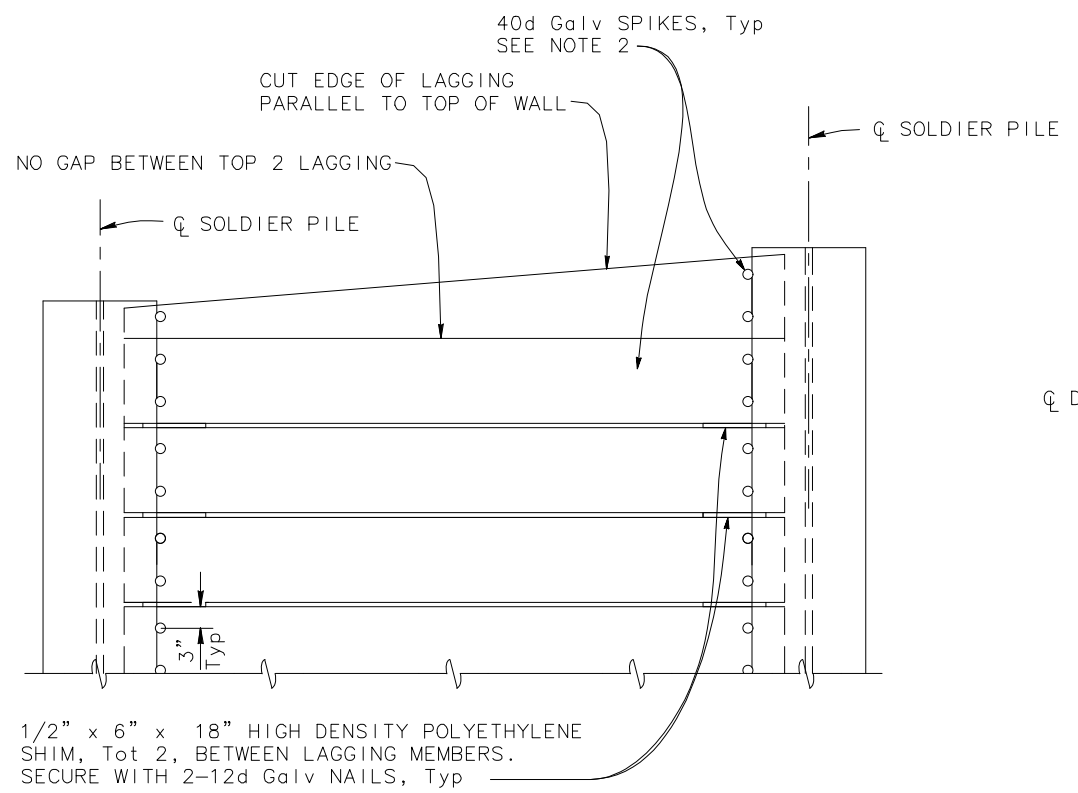 40d Galv SPIKES, Typ
SEE NOTE 2
CUT EDGE OF LAGGING
PARALLEL TO TOP OF WALL
℄ SOLDIER PILE
NO GAP BETWEEN TOP 2 LAGGING
℄ SOLDIER PILE
℄ D
3"
Typ
1/2" x 6" x 18" HIGH DENSITY POLYETHYLENE
SHIM, Tot 2, BETWEEN LAGGING MEMBERS.
SECURE WITH 2-12d Galv NAILS, Typ